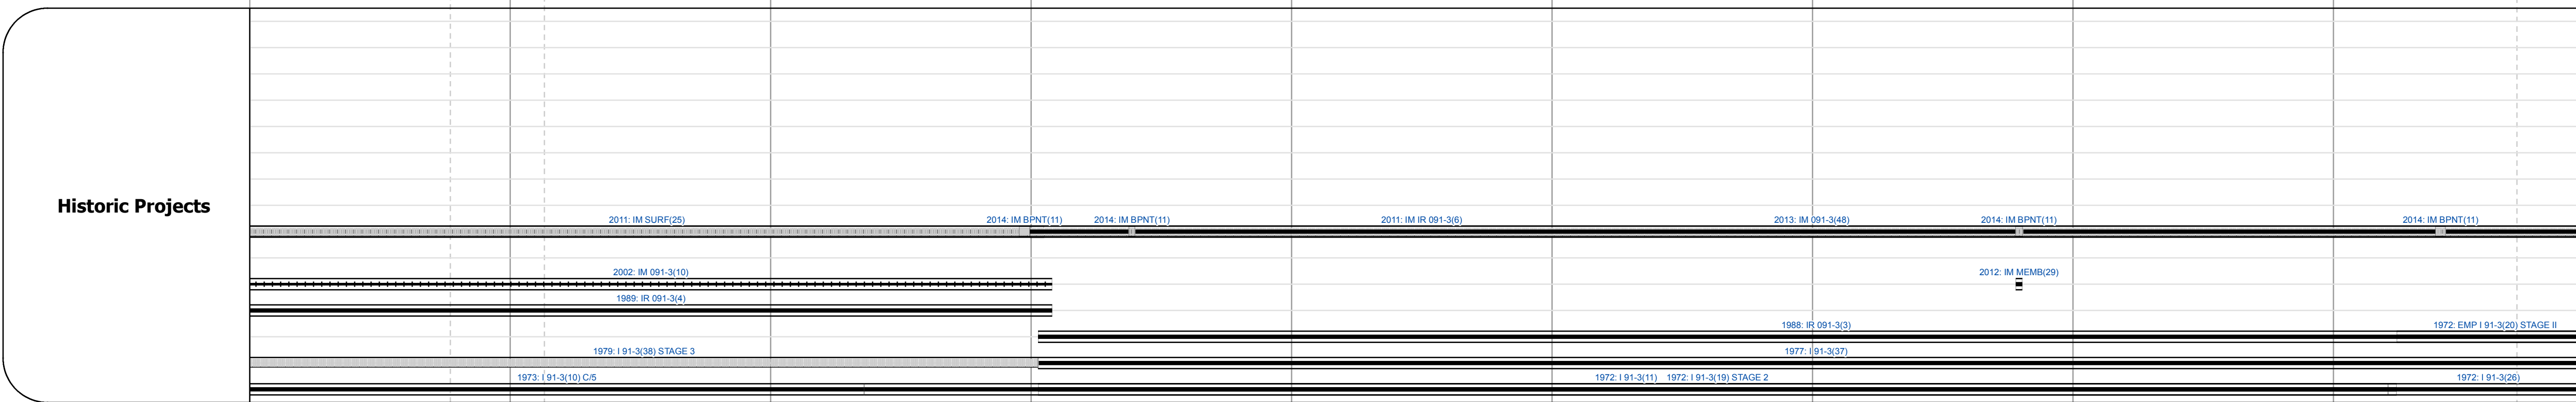 Historic Projects
2011: IM SURF(25)
2014: IM BPNT(11)
2014: IM BPNT(11)
2011: IM IR 091-3(6)
2013: IM 091-3(48)
2014: IM BPNT(11)
2014: IM BPNT(11)
2002: IM 091-3(10)
2012: IM MEMB(29)
1989: IR 091-3(4)
1988: IR 091-3(3)
1972: EMP I 91-3(20) STAGE II
1979: I 91-3(38) STAGE 3
1977: I 91-3(37)
1973: I 91-3(10) C/5
1972: I 91-3(11)
1972: I 91-3(19) STAGE 2
1972: I 91-3(26)